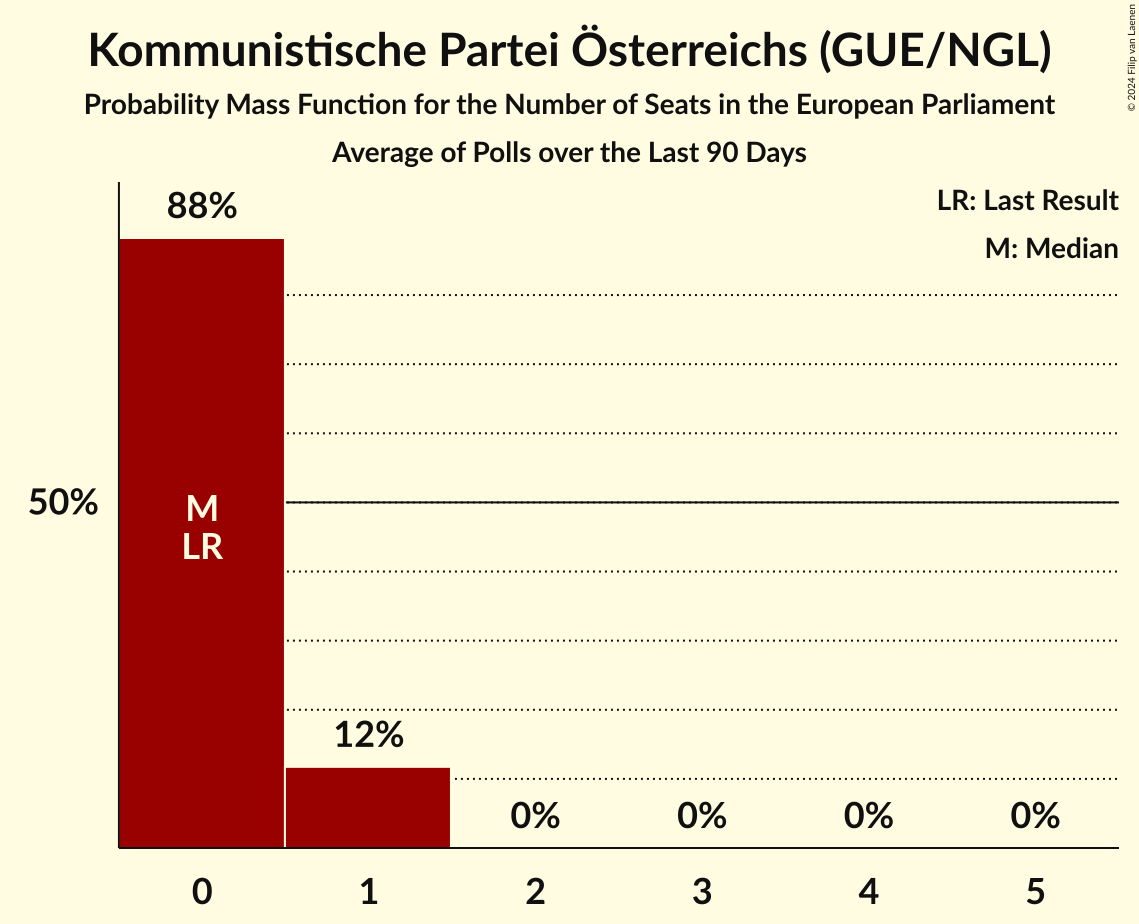 Kommunistische Partei Österreichs (GUE/NGL)
Probability Mass Function for the Number of Seats in the European Parliament
Average of Polls over the Last 90 Days
© 2024 Filip van Laenen
LR: Last Result
M: Median
88%
50%
M
LR
12%
0% 0% 0% 0%
0 1 2 3 4 5